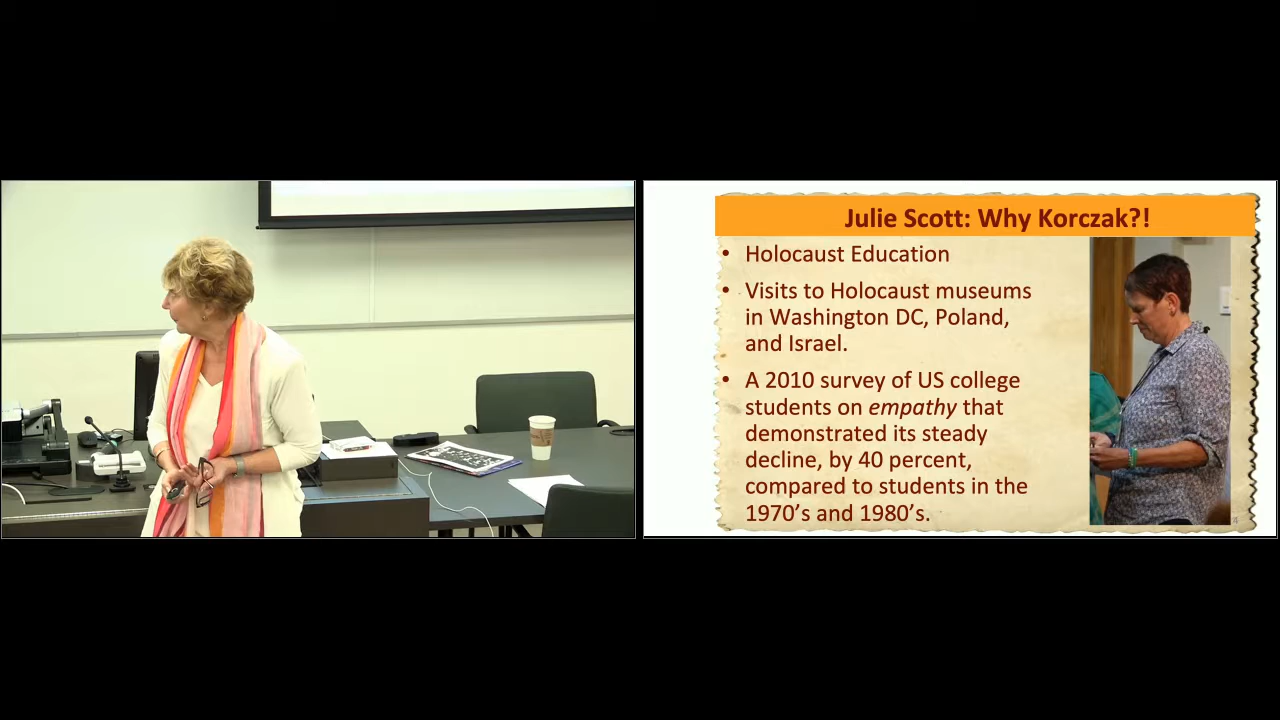 Julie Scott: Why Korczak?!
• Holocaust Education
• Visits to Holocaust museums
in Washington DC, Poland,
and Israel.
• A 2010 survey of US college
students on empathy that
demonstrated its steady
decline, by 40 percent,
compared to students in the
1970’s and 1980’s.